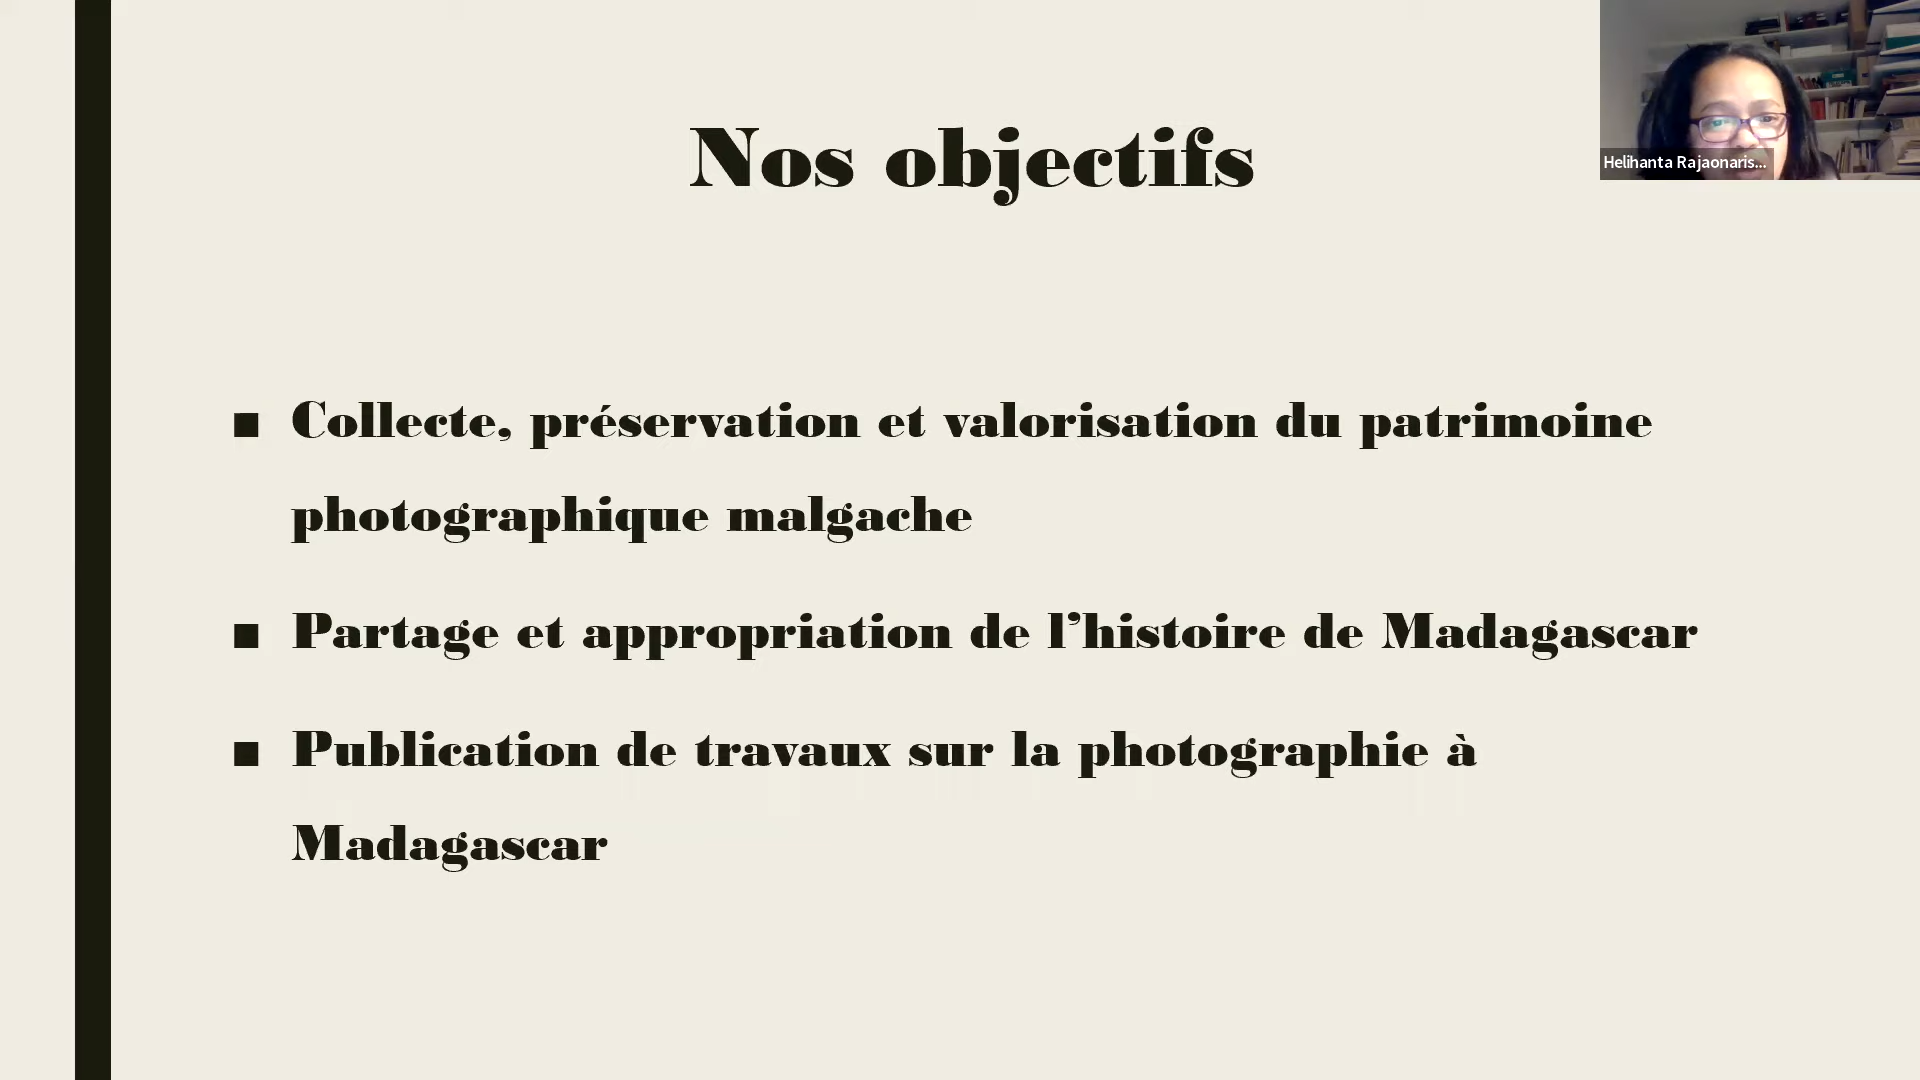 Nos objectifs
Helihanta Rajaonaris...
■ Collecte, préservation et valorisation du patrimoine
photographique malgache
■ Partage et appropriation de l’histoire de Madagascar
■ Publication de travaux sur la photographie à
Madagascar